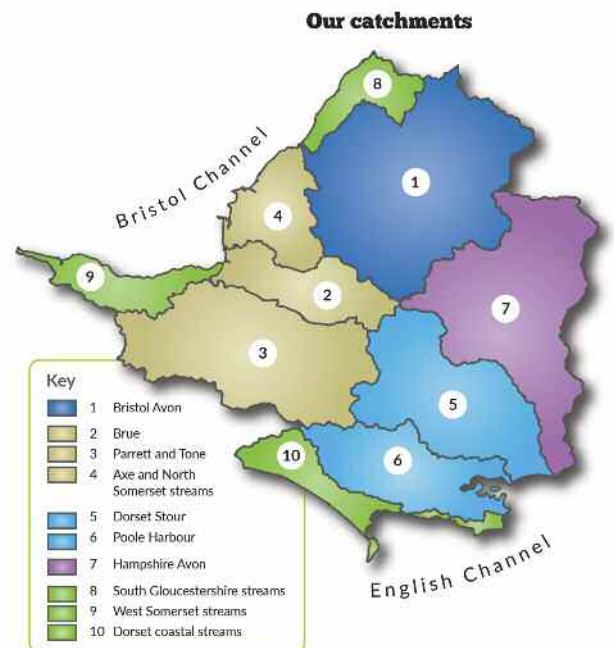 Our catchments
8
Bristol Channel
1
4
9
2
7
3
5
10
6
English Channel
Key
1 Bristol Avon
2 Brue
3 Parrett and Tone
4 Axe and North
Somerset streams
5 Dorset Stour
6 Poole Harbour
7 Hampshire Avon
8 South Gloucestershire streams
9 West Somerset streams
10 Dorset coastal streams